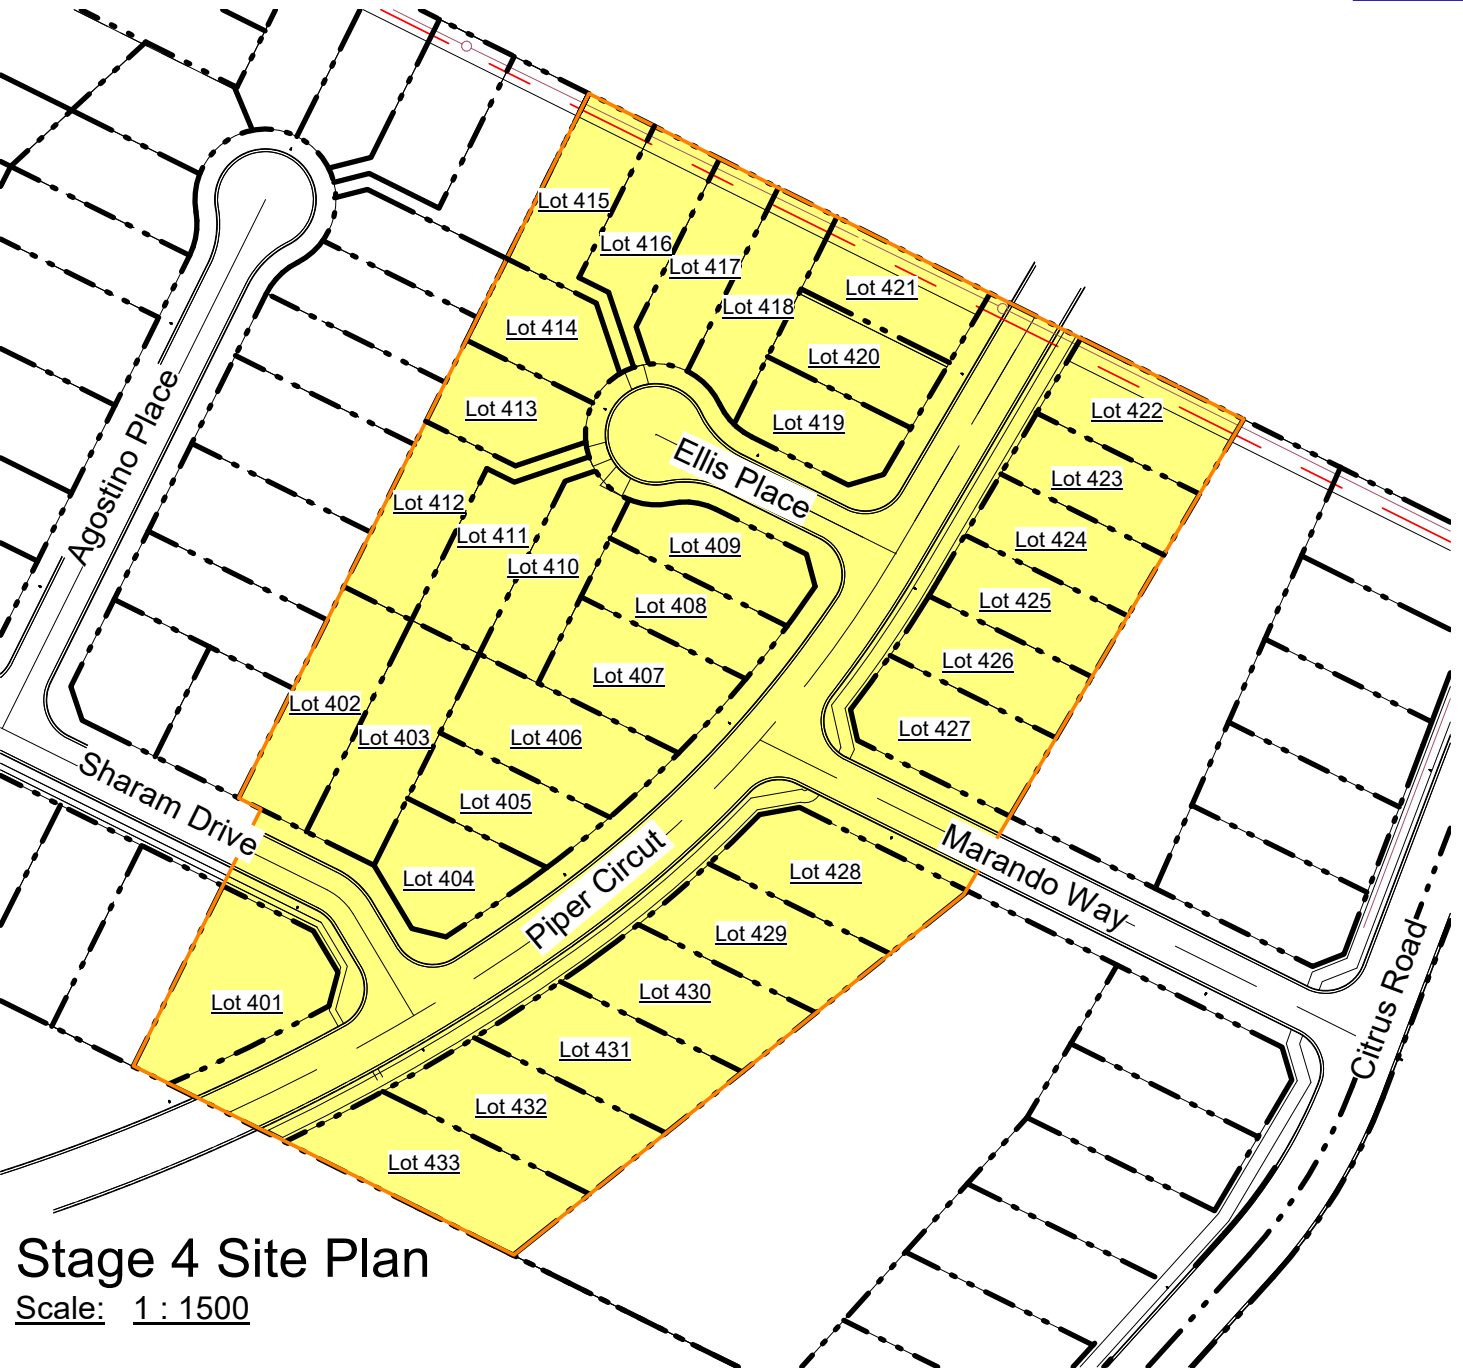 Lot 415
Lot 416
Lot 417
Lot 421
Lot 418
Lot 414
Lot 420
Lot 413
Lot 422
Lot 419
Agostino Place
Ellis Place
Lot 423
Lot 412
Lot 411
Lot 424
Lot 409
Lot 410
Lot 425
Lot 408
Lot 426
Lot 407
Lot 402
Lot 427
Lot 403
Lot 406
Sharam Drive
Lot 405
Lot 428
Lot 404
Piper Circut
Marando Way
Lot 429
Lot 430
Citrus Road
Lot 401
Lot 431
Lot 432
Lot 433
Stage 4 Site Plan
Scale: 1 : 1500